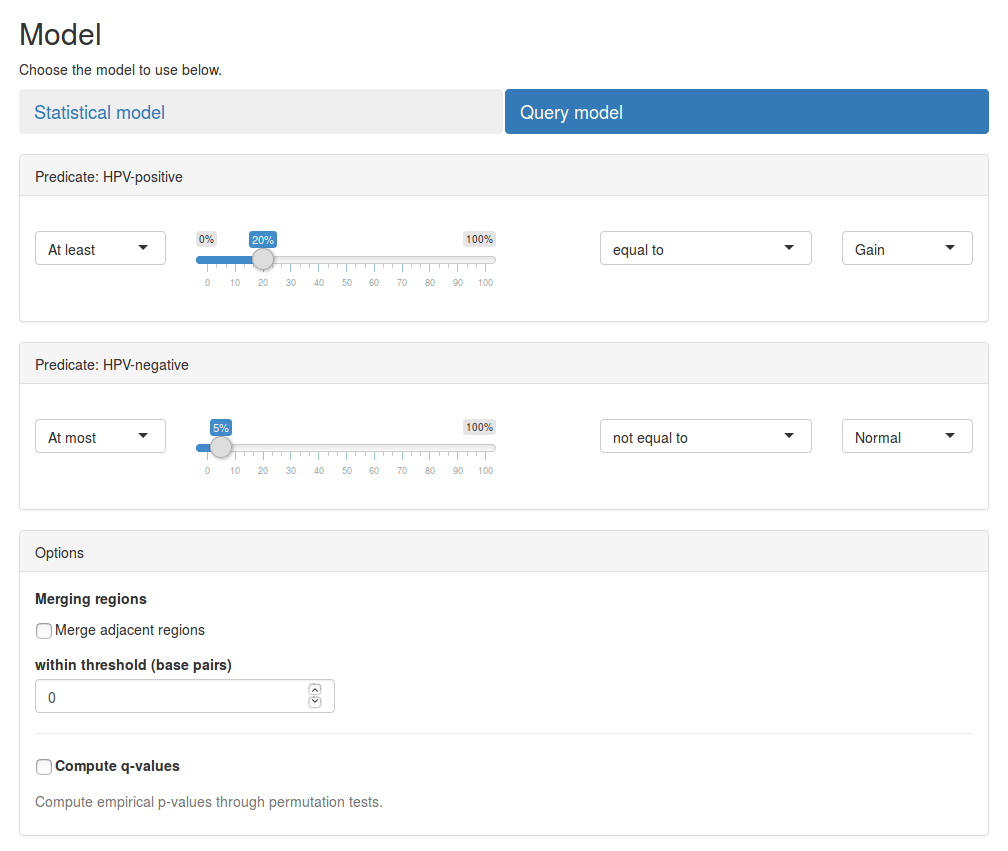 Model
Choose the model to use below.
Statistical model Query model
Predicate: HPV-positive
0% 20% 100%
At least equal to Gain
0 10 20 30 40 50 60 70 80 90 100
Predicate: HPV-negative
5% 100%
At most not equal to Normal
0 10 20 30 40 50 60 70 80 90 100
Options
Merging regions
Merge adjacent regions
within threshold (base pairs)
0
Compute q-values
Compute empirical p-values through permutation tests.